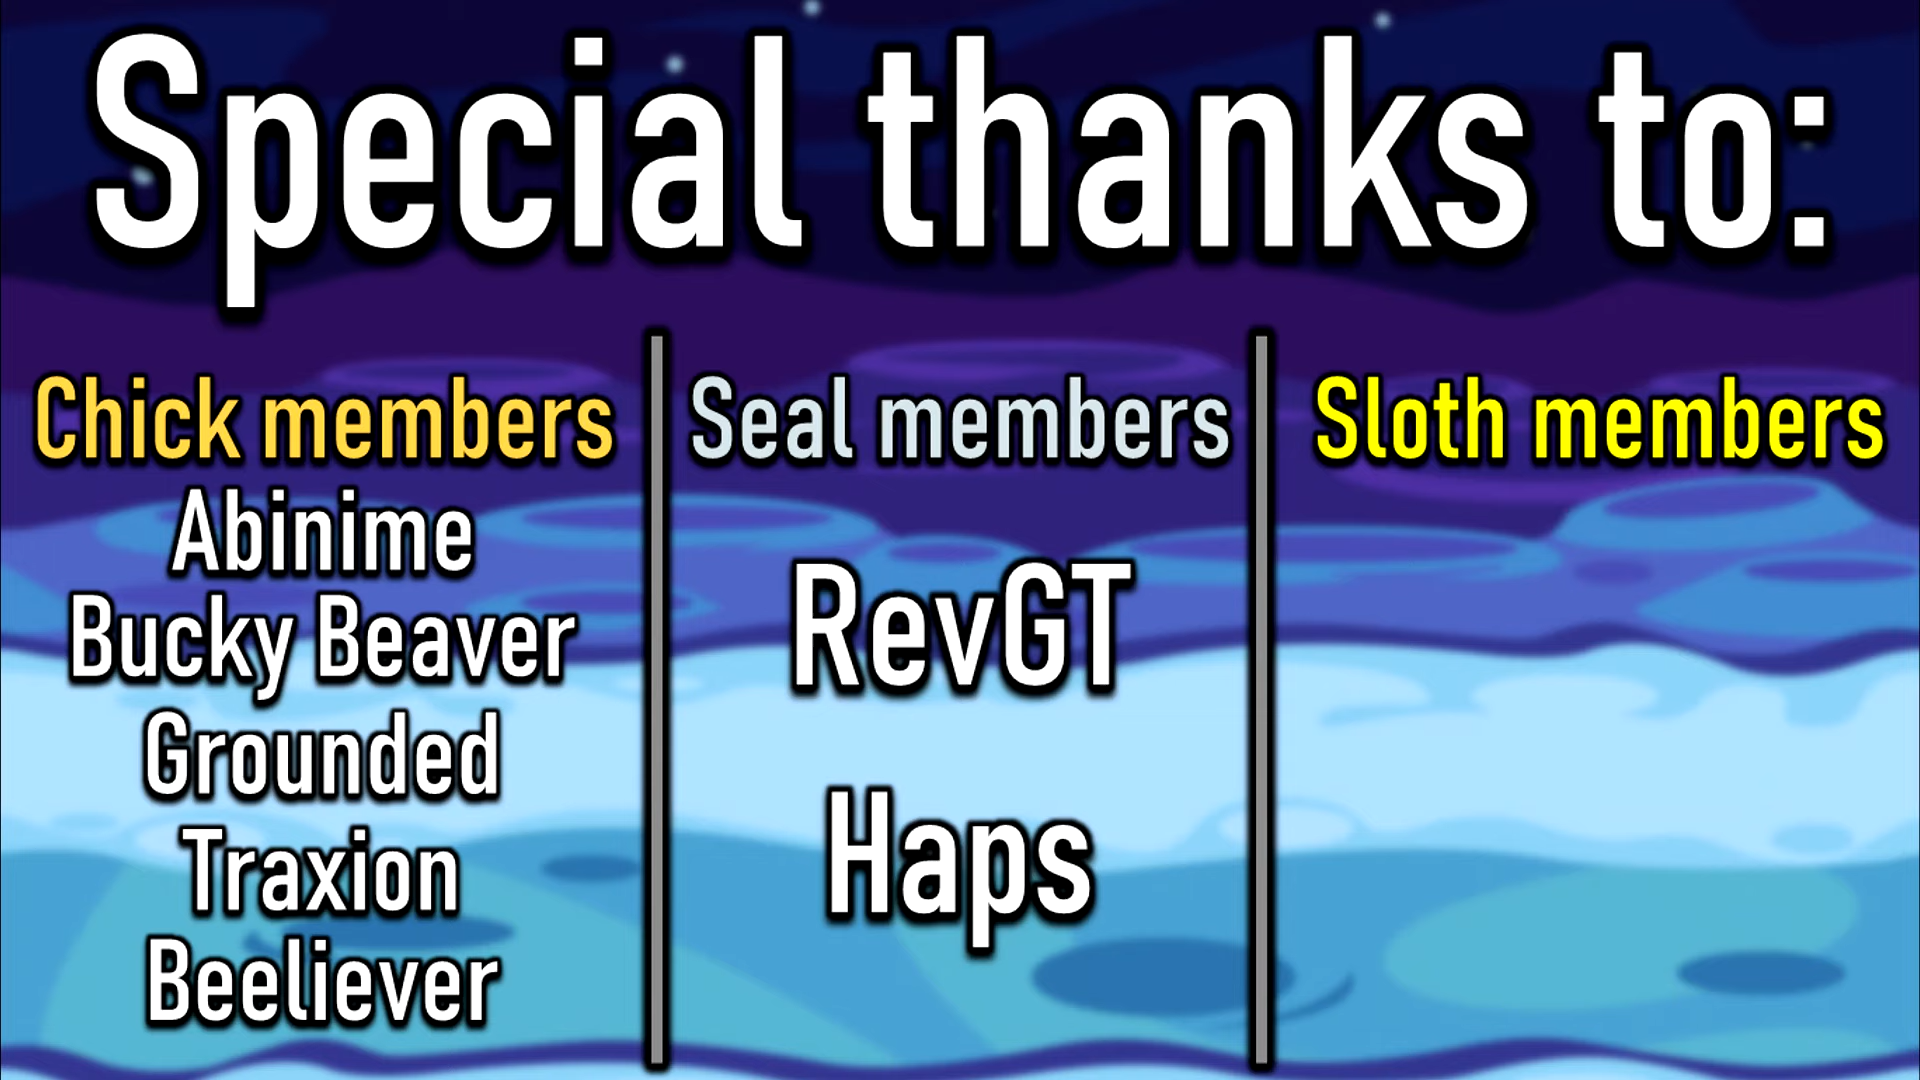 Special thanks to:
Chick members
Abinime
Bucky Beaver
Grounded
Traxion
Beeliever
Seal members
RevGT
Haps
Sloth members